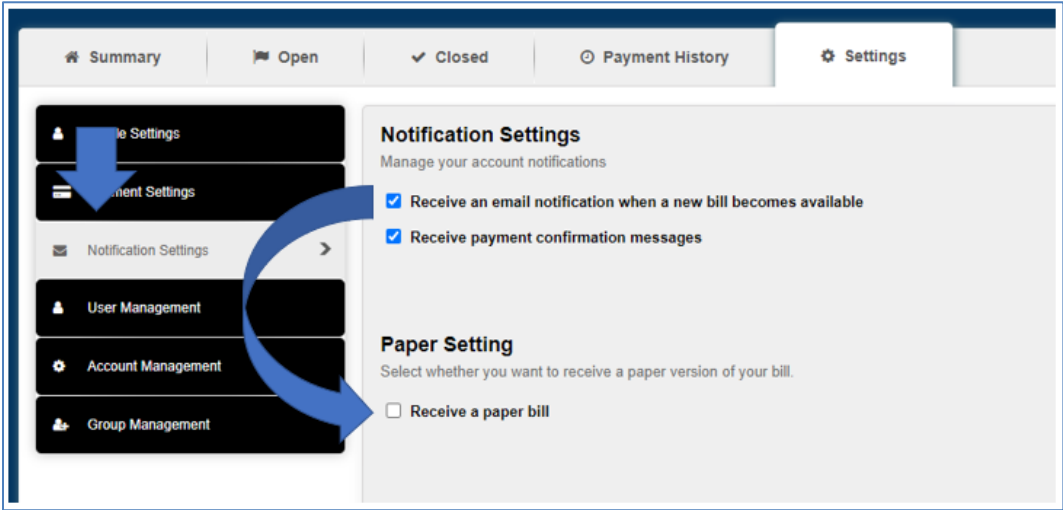 Summary Open Closed Payment History Settings
Settings
Settings
Notification Settings
User Management
Account Management
Group Management
Notification Settings
Manage your account notifications
Receive an email notification when a new bill becomes available
Receive payment confirmation messages
Paper Setting
Select whether you want to receive a paper version of your bill.
Receive a paper bill